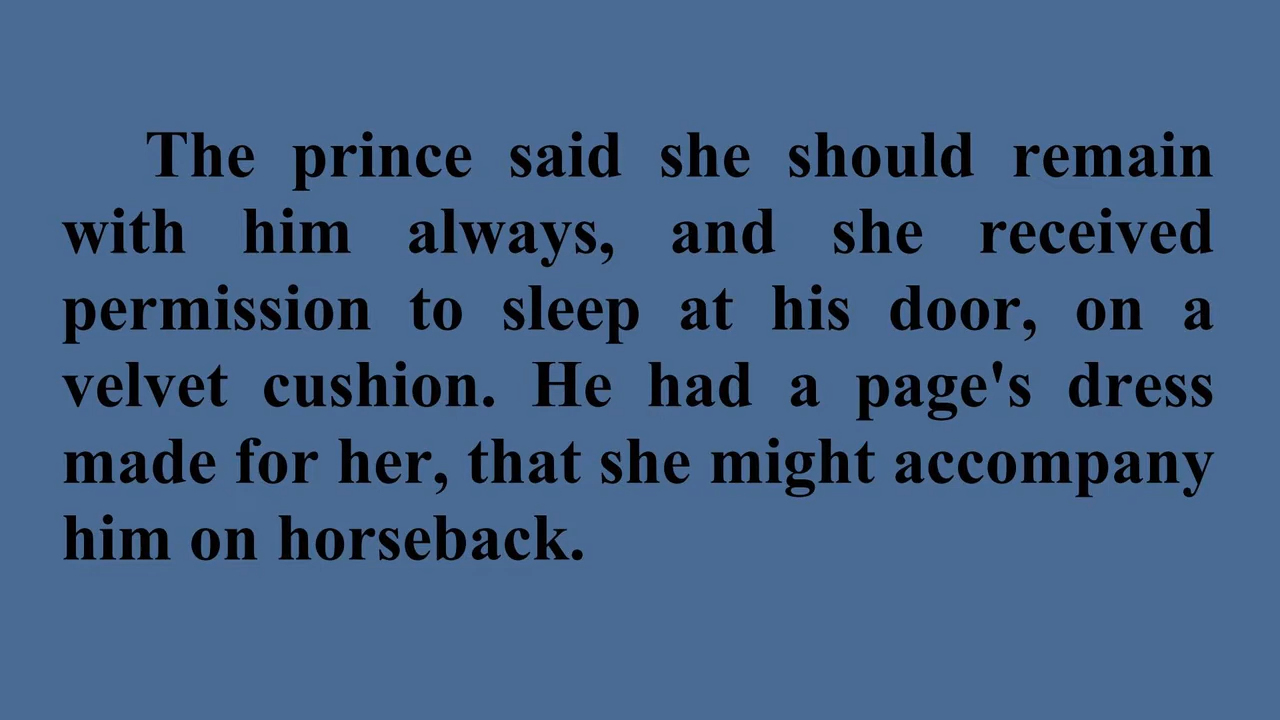 The prince said she should remain
with him always, and she received
permission to sleep at his door, on a
velvet cushion. He had a page's dress
made for her, that she might accompany
him on horseback.